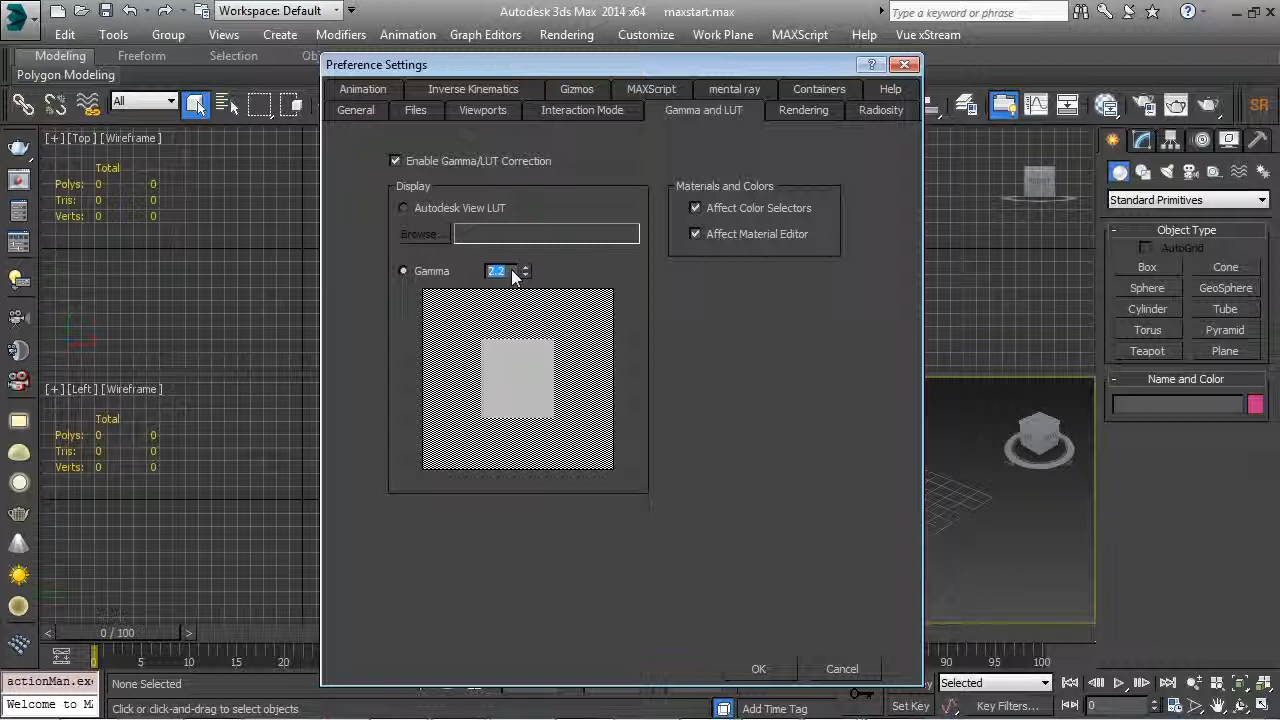 Workspace: Default
Autodesk 3ds Max 2014 x64 maxstart.max
Type a keyword or phrase
Edit Tools Group Views Create Modifiers Animation Graph Editors Rendering Customize Work Plane MAXScript Help Vue xStream
Modeling Freeform Selection
Polygon Modeling
All
SR
Preference Settings
Animation Inverse Kinematics Gizmos MAXScript mental ray Containers Help
General Files Viewports Interaction Mode Gamma and LUT Rendering Radiosity
Enable Gamma/LUT Correction
Display
Autodesk View LUT
Browse...
Gamma 2.2
Materials and Colors
Affect Color Selectors
Affect Material Editor
OK Cancel
[+] [Top] [Wireframe]
Total
Polys: 0 0
Tris: 0 0
Verts: 0 0
[+] [Left] [Wireframe]
Total
Polys: 0 0
Tris: 0 0
Verts: 0 0
Standard Primitives
- Object Type
AutoGrid
Box Cone
Sphere GeoSphere
Cylinder Tube
Torus Pyramid
Teapot Plane
- Name and Color
< 0 / 100 >
0 5 10 15 20 90 95 100
actionMan.exe
Welcome to MA
None Selected
Click or click-and-drag to select objects
Add Time Tag
Key Selected
Set Key Key Filters...
0